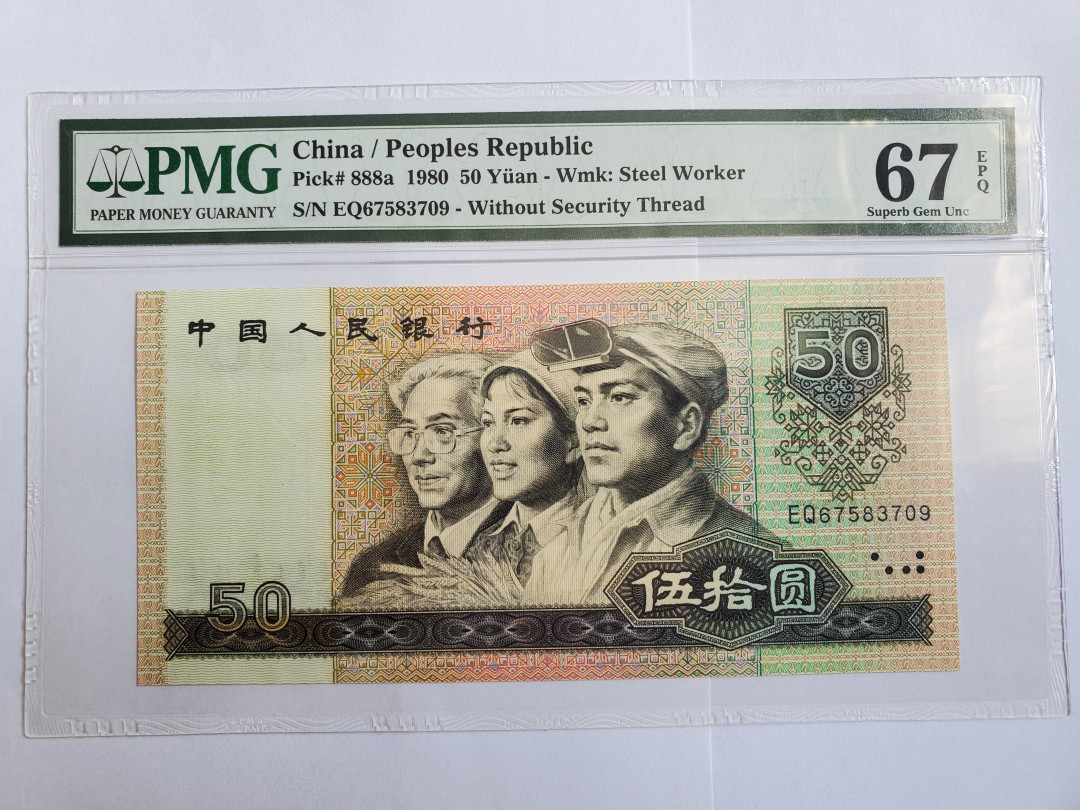 PMG
PAPER MONEY GUARANTY
China / Peoples Republic
Pick# 888a 1980 50 Yüan - Wmk: Steel Worker
S/N EQ67583709 - Without Security Thread
67
EPQ
Superb Gem Unc
中国人民银行
50
EQ67583709
50
伍拾圆